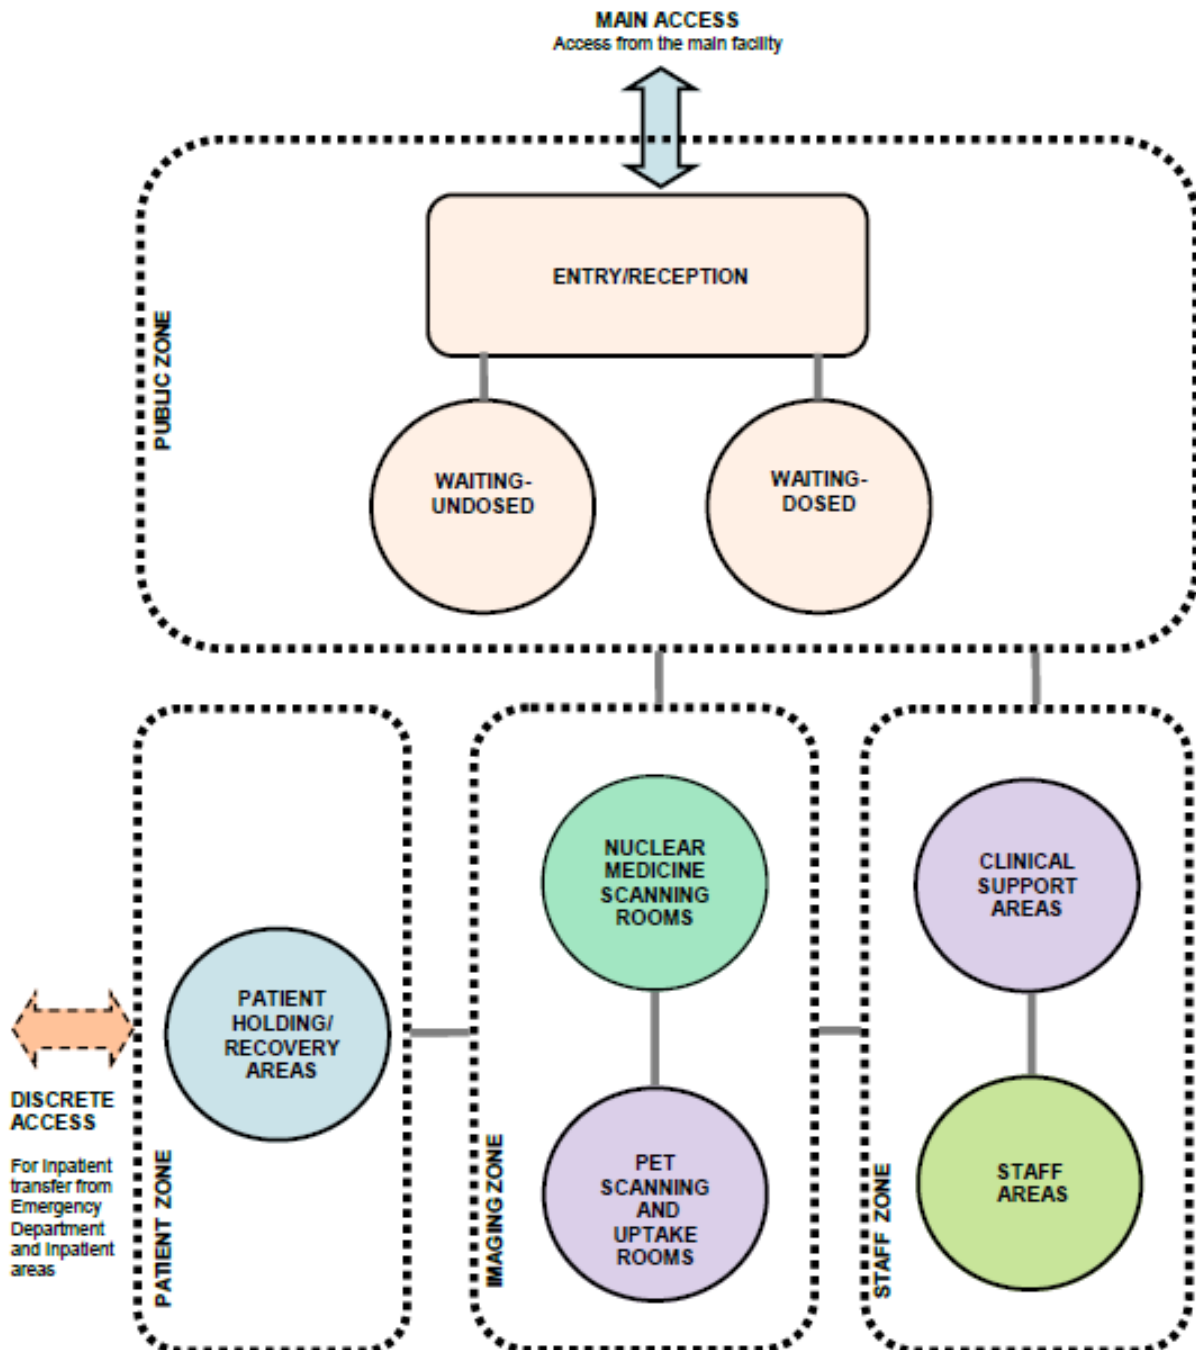 MAIN ACCESS
Access from the main facility
ENTRY/RECEPTION
PUBLIC ZONE
WAITING-
UNDOSED
WAITING-
DOSED
NUCLEAR
MEDICINE
SCANNING
ROOMS
CLINICAL
SUPPORT
AREAS
PATIENT
HOLDING/
RECOVERY
AREAS
DISCRETE
ACCESS
For Inpatient
transfer from
Emergency
Department
and Inpatient
areas
PATIENT ZONE
IMAGING ZONE
PET
SCANNING
AND
UPTAKE
ROOMS
STAFF ZONE
STAFF
AREAS